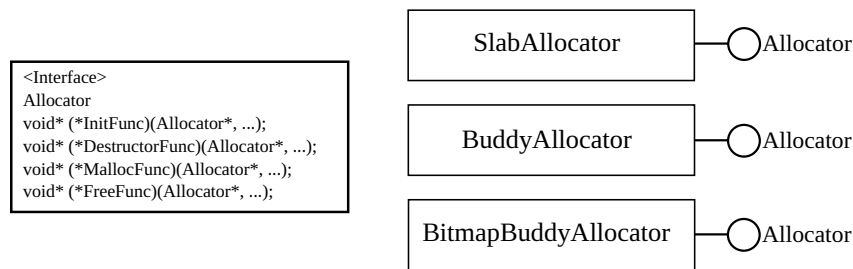 <Interface>
Allocator
void* (*InitFunc)(Allocator*, ...);
void* (*DestructorFunc)(Allocator*, ...);
void* (*MallocFunc)(Allocator*, ...);
void* (*FreeFunc)(Allocator*, ...);
SlabAllocator
Allocator
BuddyAllocator
Allocator
BitmapBuddyAllocator
Allocator